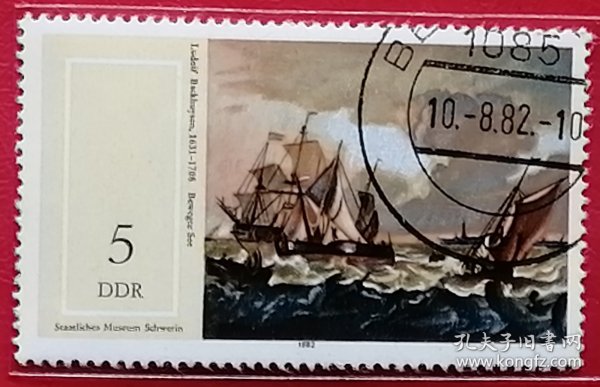 Ludolf Backhuysen, 1631–1708 Bewegte See
5
DDR
Staatliches Museum Schwerin
1982
BE
1085
10.-8.82.-10
孔夫子旧书网
www.kongfz.com